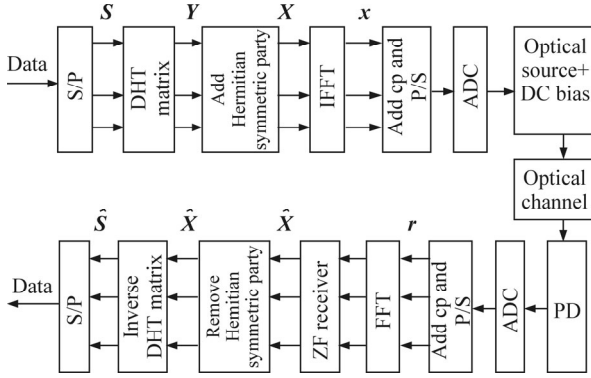 S
Y
X
x
Data
S/P
DHT
matrix
Add
Hermitian
symmetric party
IFFT
Add cp and
P/S
ADC
Optical
source+
DC bias
Optical
channel
Ŝ
X̂
X̂
r
Data
S/P
Inverse
DHT matrix
Remove
Hemitian
symmetric party
ZF receiver
FFT
Add cp and
P/S
ADC
PD